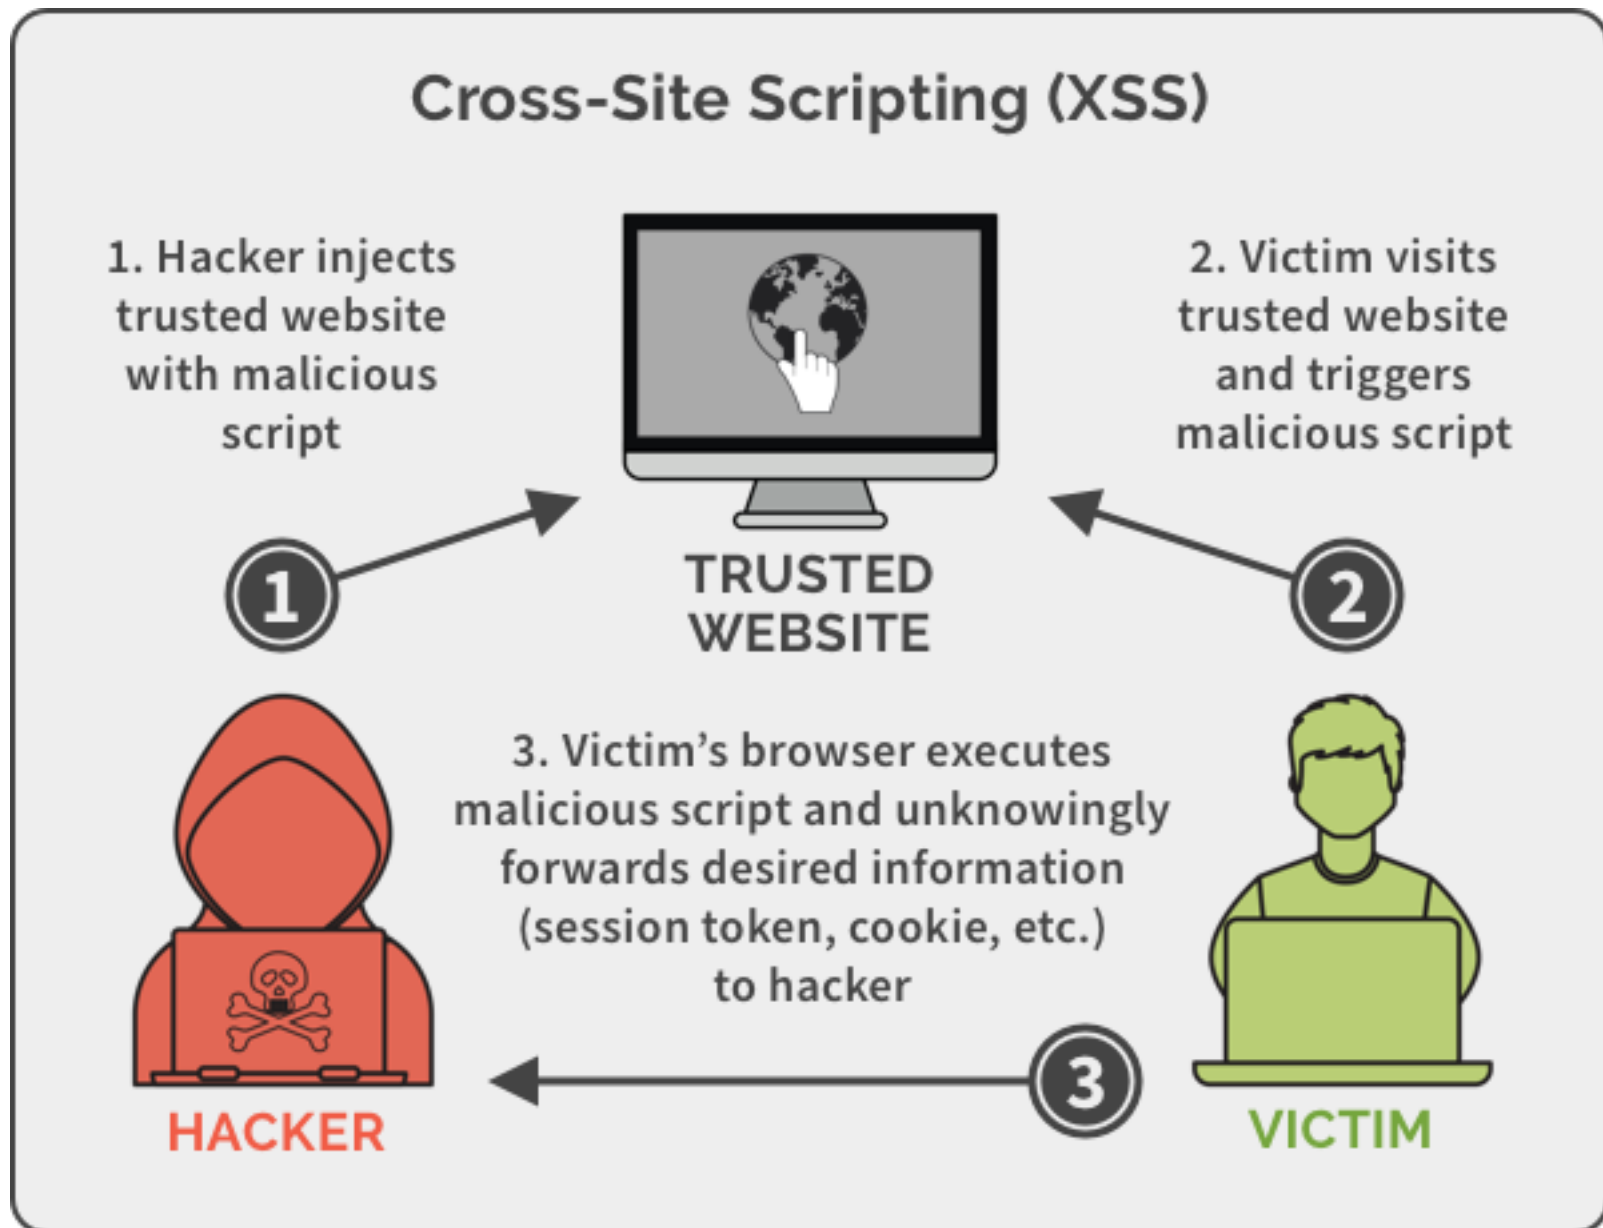 Cross-Site Scripting (XSS)
1. Hacker injects
trusted website
with malicious
script
2. Victim visits
trusted website
and triggers
malicious script
1
TRUSTED
WEBSITE
2
3. Victim’s browser executes
malicious script and unknowingly
forwards desired information
(session token, cookie, etc.)
to hacker
3
HACKER
VICTIM